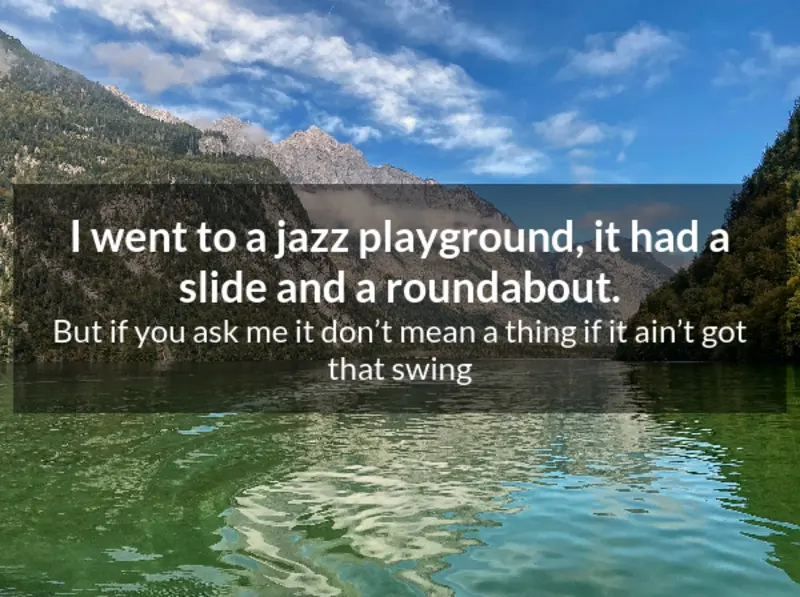 I went to a jazz playground, it had a
slide and a roundabout.
But if you ask me it don’t mean a thing if it ain’t got
that swing